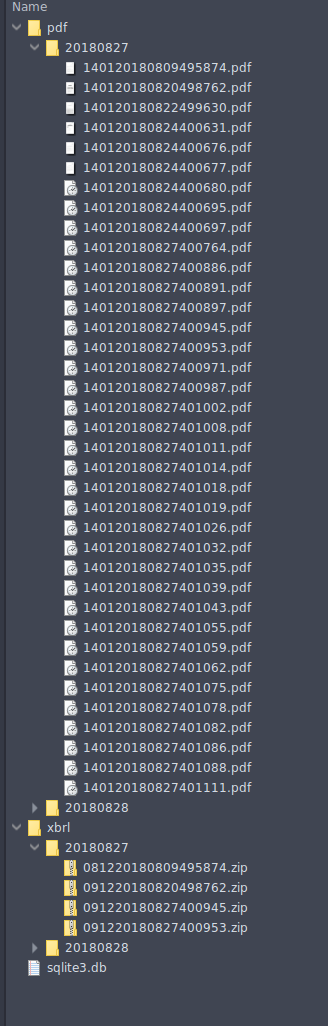 Name
pdf
20180827
140120180809495874.pdf
140120180820498762.pdf
140120180822499630.pdf
140120180824400631.pdf
140120180824400676.pdf
140120180824400677.pdf
140120180824400680.pdf
140120180824400695.pdf
140120180824400697.pdf
140120180827400764.pdf
140120180827400886.pdf
140120180827400891.pdf
140120180827400897.pdf
140120180827400945.pdf
140120180827400953.pdf
140120180827400971.pdf
140120180827400987.pdf
140120180827401002.pdf
140120180827401008.pdf
140120180827401011.pdf
140120180827401014.pdf
140120180827401018.pdf
140120180827401019.pdf
140120180827401026.pdf
140120180827401032.pdf
140120180827401035.pdf
140120180827401039.pdf
140120180827401043.pdf
140120180827401055.pdf
140120180827401059.pdf
140120180827401062.pdf
140120180827401075.pdf
140120180827401078.pdf
140120180827401082.pdf
140120180827401086.pdf
140120180827401088.pdf
140120180827401111.pdf
20180828
xbrl
20180827
081220180809495874.zip
091220180820498762.zip
091220180827400945.zip
091220180827400953.zip
20180828
sqlite3.db